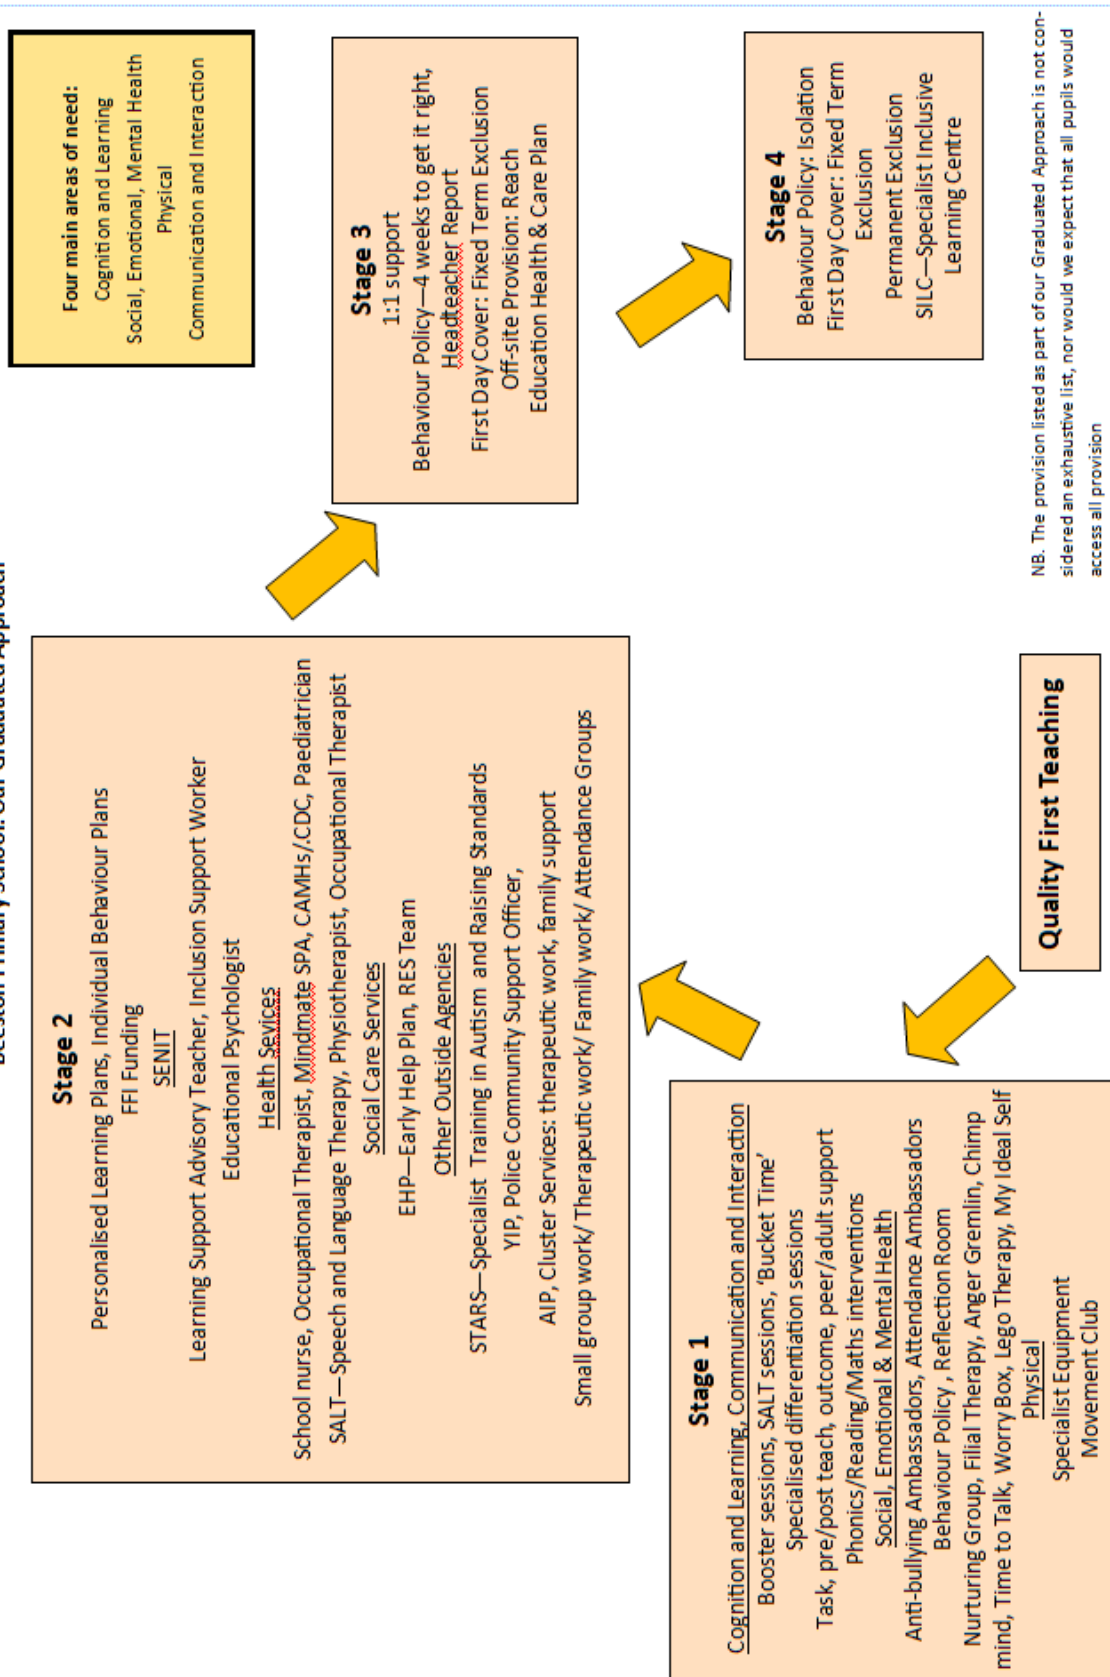 Beeston Primary School: Our Graduated Approach
Four main areas of need:
Cognition and Learning
Social, Emotional, Mental Health
Physical
Communication and Interaction
Stage 2
Personalised Learning Plans, Individual Behaviour Plans
FFI Funding
SENIT
Learning Support Advisory Teacher, Inclusion Support Worker
Educational Psychologist
Health Sevices
School nurse, Occupational Therapist, Mindmate SPA, CAMHs/.CDC, Paediatrician
SALT—Speech and Language Therapy, Physiotherapist, Occupational Therapist
Social Care Services
EHP—Early Help Plan, RES Team
Other Outside Agencies
STARS—Specialist Training in Autism and Raising Standards
YIP, Police Community Support Officer,
AIP, Cluster Services: therapeutic work, family support
Small group work/ Therapeutic work/ Family work/ Attendance Groups
Stage 3
1:1 support
Behaviour Policy—4 weeks to get it right,
Headteacher Report
First Day Cover: Fixed Term Exclusion
Off-site Provision: Reach
Education Health & Care Plan
Stage 1
Cognition and Learning, Communication and Interaction
Booster sessions, SALT sessions, ‘Bucket Time’
Specialised differentiation sessions
Task, pre/post teach, outcome, peer/adult support
Phonics/Reading/Maths interventions
Social, Emotional & Mental Health
Anti-bullying Ambassadors, Attendance Ambassadors
Behaviour Policy , Reflection Room
Nurturing Group, Filial Therapy, Anger Gremlin, Chimp
mind, Time to Talk, Worry Box, Lego Therapy, My Ideal Self
Physical
Specialist Equipment
Movement Club
Stage 4
Behaviour Policy: Isolation
First Day Cover: Fixed Term
Exclusion
Permanent Exclusion
SILC—Specialist Inclusive
Learning Centre
Quality First Teaching
NB. The provision listed as part of our Graduated Approach is not con-
sidered an exhaustive list, nor would we expect that all pupils would
access all provision